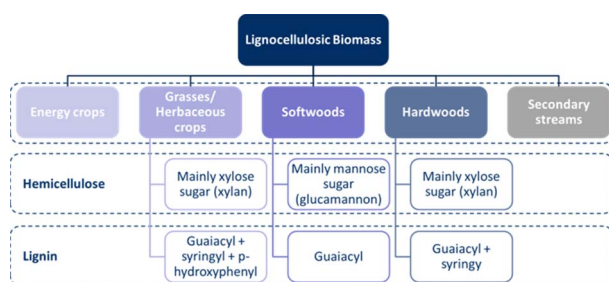 Lignocellulosic Biomass
Energy crops
Grasses/
Herbaceous
crops
Softwoods
Hardwoods
Secondary
streams
Hemicellulose
Mainly xylose
sugar (xylan)
Mainly mannose
sugar
(glucamannon)
Mainly xylose
sugar (xylan)
Lignin
Guaiacyl +
syringyl + p-
hydroxyphenyl
Guaiacyl
Guaiacyl +
syringy